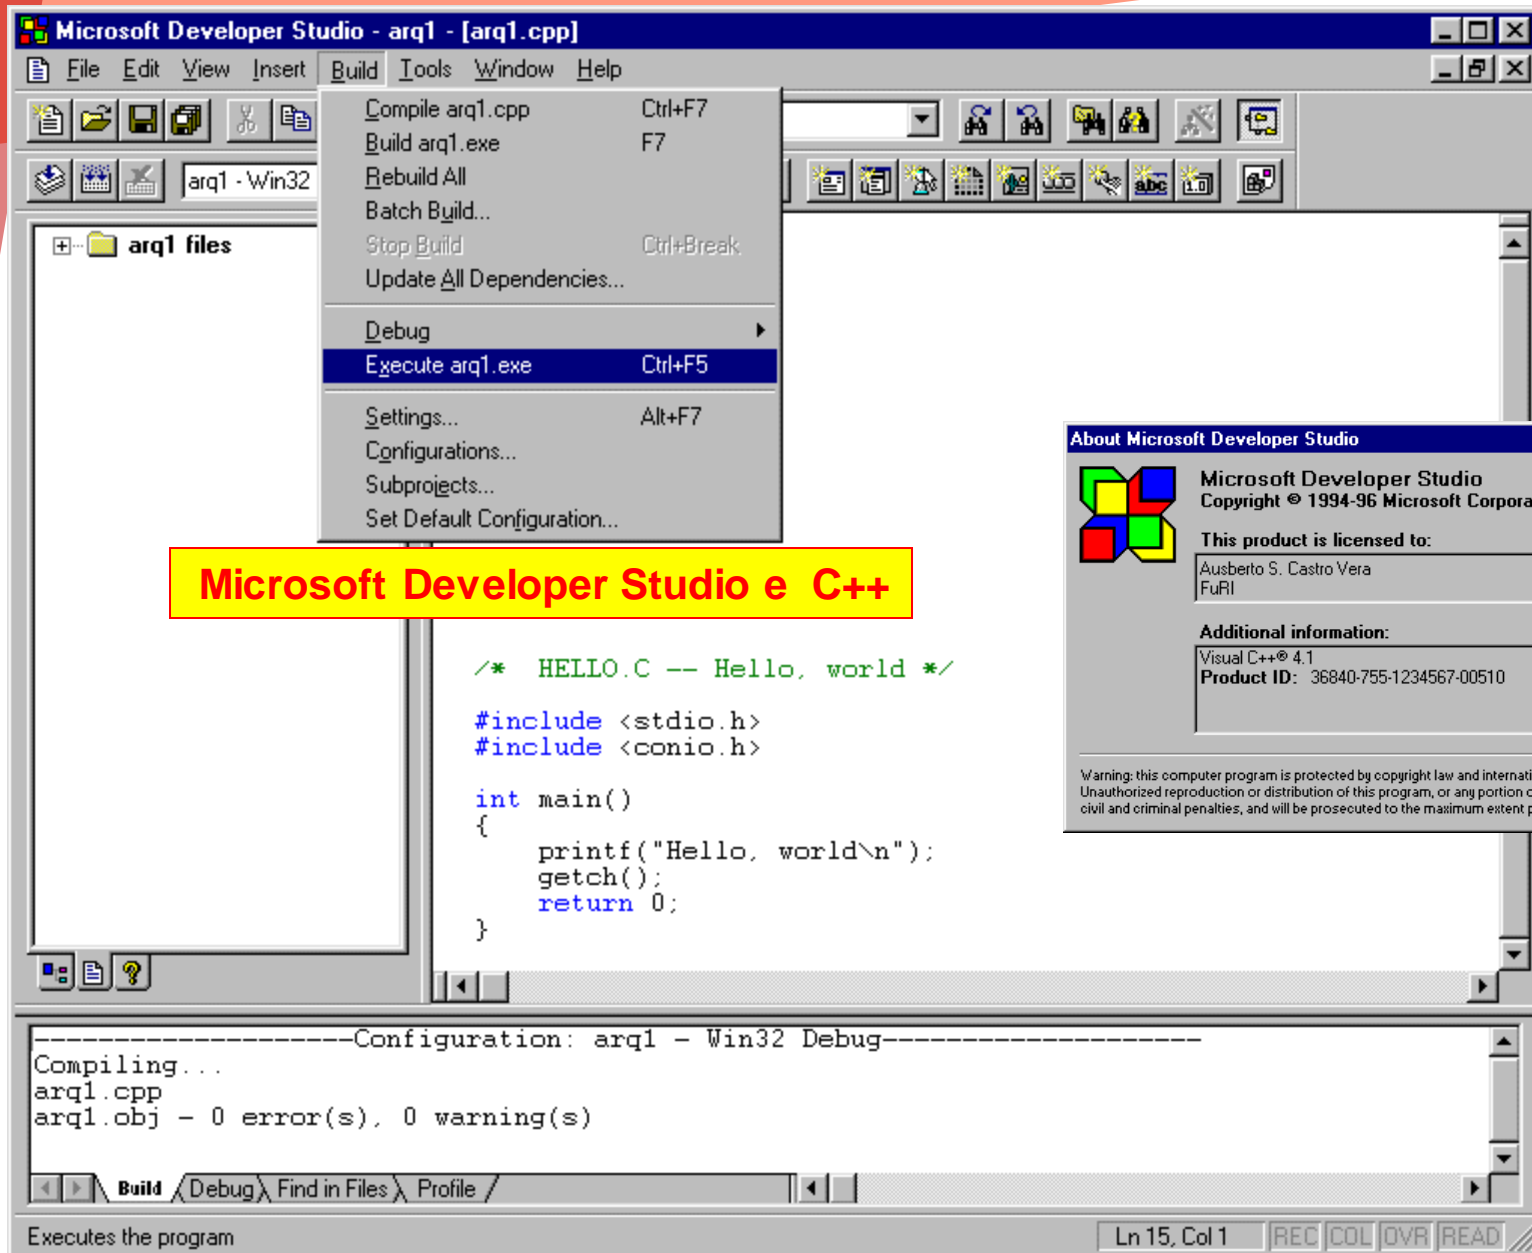 Microsoft Developer Studio - arq1 - [arq1.cpp]
File Edit View Insert Build Tools Window Help
Compile arq1.cpp Ctrl+F7
Build arq1.exe F7
Rebuild All
Batch Build...
Stop Build Ctrl+Break
Update All Dependencies...
Debug
Execute arq1.exe Ctrl+F5
Settings... Alt+F7
Configurations...
Subprojects...
Set Default Configuration...
arq1 - Win32
arq1 files
Microsoft Developer Studio e C++
About Microsoft Developer Studio
Microsoft Developer Studio
Copyright © 1994-96 Microsoft Corpora
This product is licensed to:
Ausberto S. Castro Vera
FuRI
Additional information:
Visual C++® 4.1
Product ID: 36840-755-1234567-00510
Warning: this computer program is protected by copyright law and internati
Unauthorized reproduction or distribution of this program, or any portion o
civil and criminal penalties, and will be prosecuted to the maximum extent p
/* HELLO.C -- Hello, world */
#include <stdio.h>
#include <conio.h>
int main()
{
printf("Hello, world\n");
getch();
return 0;
}
--------------------Configuration: arq1 - Win32 Debug--------------------
Compiling...
arq1.cpp
arq1.obj - 0 error(s), 0 warning(s)
Build Debug Find in Files Profile
Executes the program
Ln 15, Col 1 REC COL OVR READ